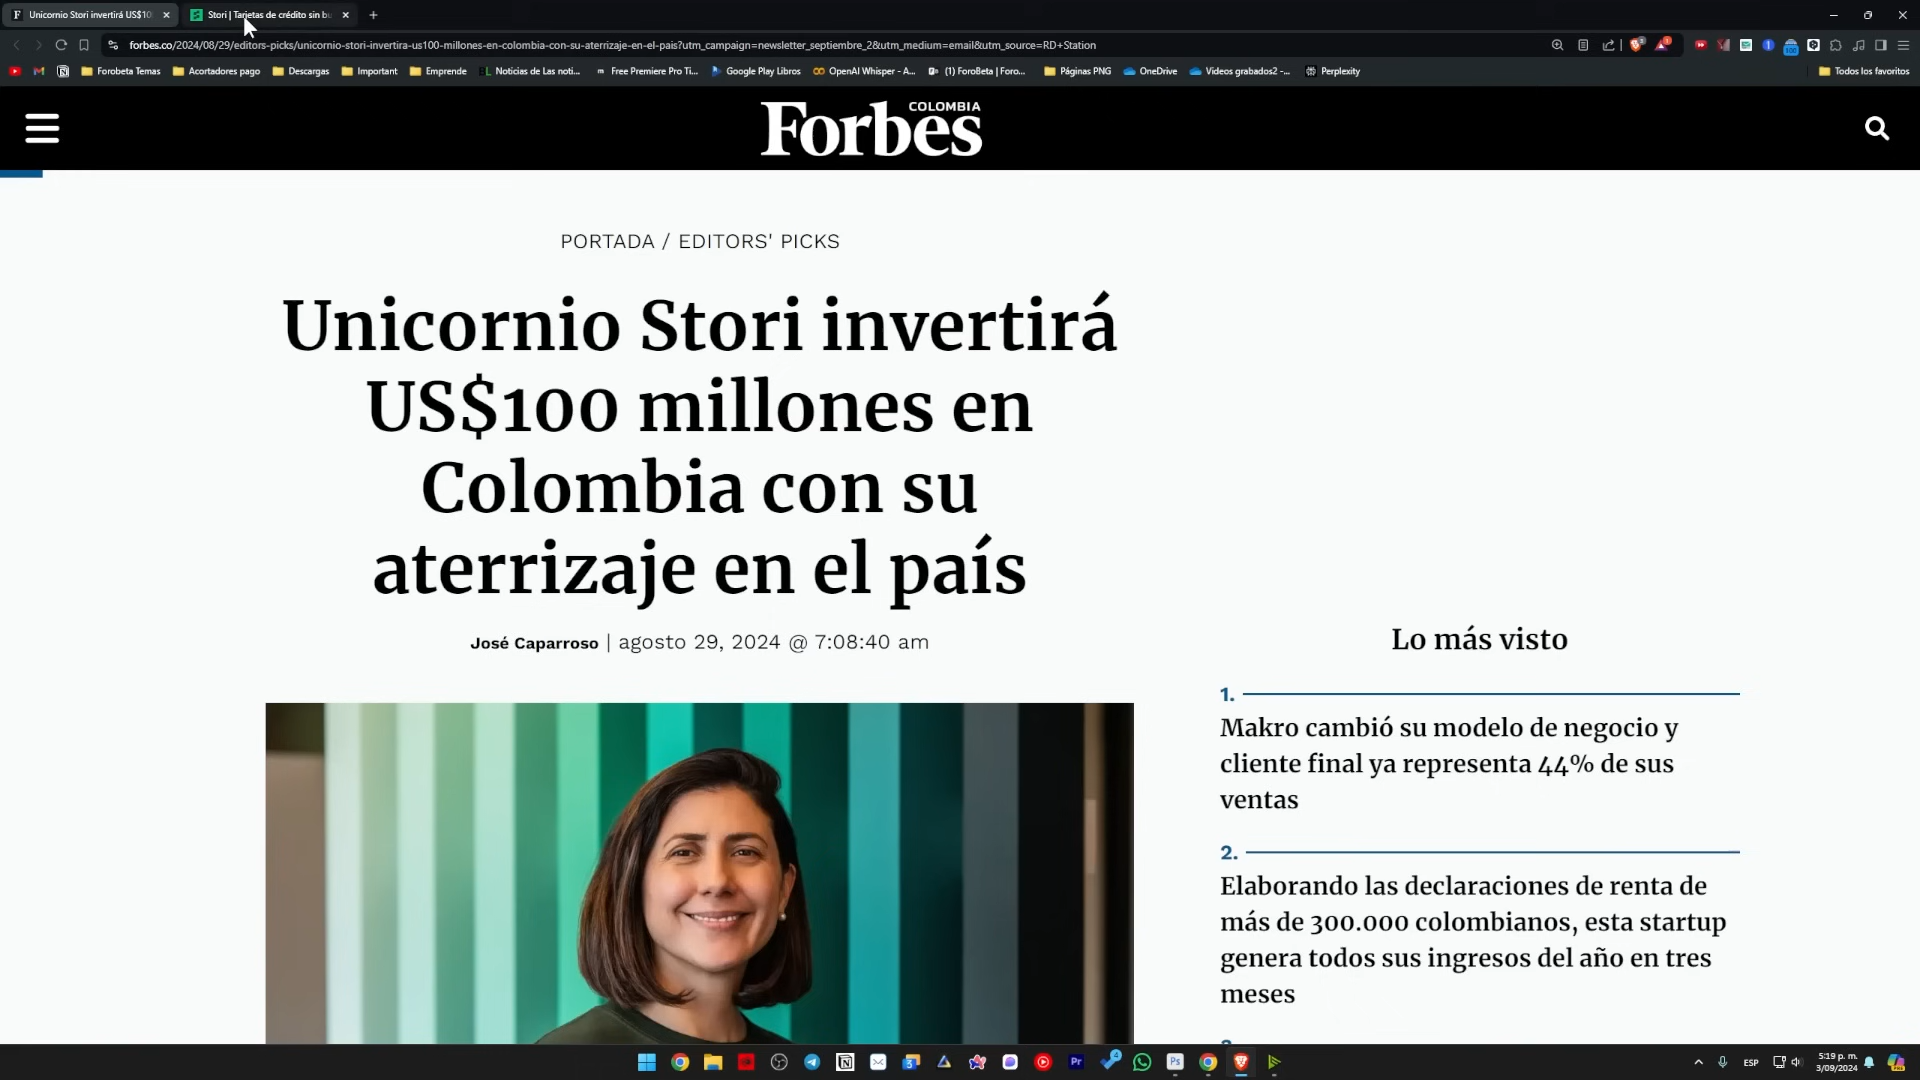 Unicornio Stori invertirá US$10
Stori | Tarjetas de crédito sin bu
forbes.co/2024/08/29/editors-picks/unicornio-stori-invertira-us100-millones-en-colombia-con-su-aterrizaje-en-el-pais?utm_campaign=newsletter_septiembre_2&utm_medium=email&utm_source=RD+Station
Forobeta Temas
Acortadores pago
Descargas
Important
Emprende
Noticias de Las noti...
Free Premiere Pro Ti...
Google Play Libros
OpenAI Whisper - A...
(1) ForoBeta | Foro...
Páginas PNG
OneDrive
Videos grabados2 -...
Perplexity
Todos los favoritos
COLOMBIA
Forbes
PORTADA / EDITORS' PICKS
Unicornio Stori invertirá
US$100 millones en
Colombia con su
aterrizaje en el país
José Caparroso | agosto 29, 2024 @ 7:08:40 am
Lo más visto
1.
Makro cambió su modelo de negocio y
cliente final ya representa 44% de sus
ventas
2.
Elaborando las declaraciones de renta de
más de 300.000 colombianos, esta startup
genera todos sus ingresos del año en tres
meses
ESP
5:19 p. m.
3/09/2024